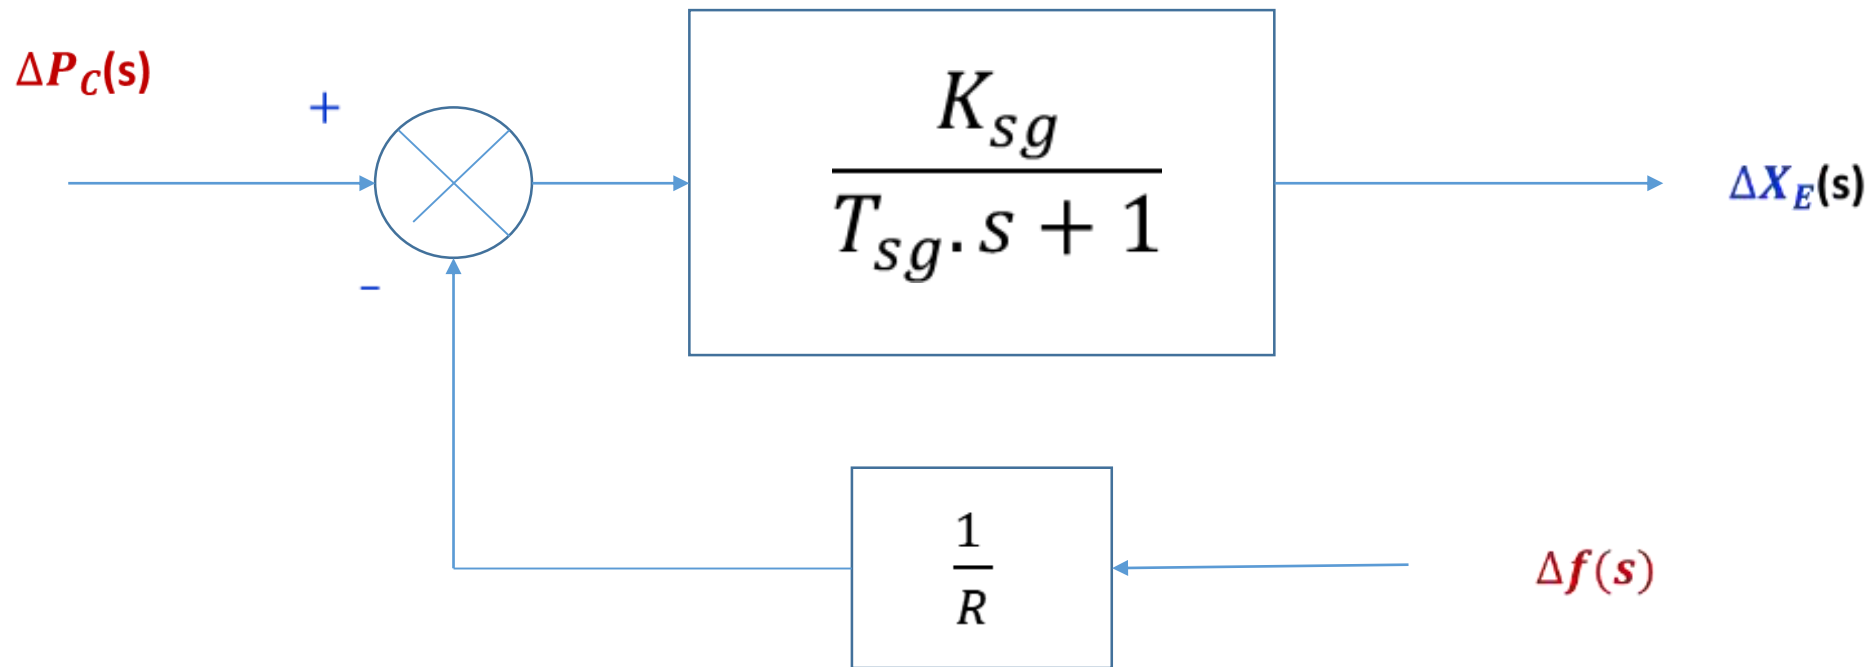 ΔP_C(s)
+
K_sg
T_sg.s + 1
ΔX_E(s)
-
1
R
Δf(s)